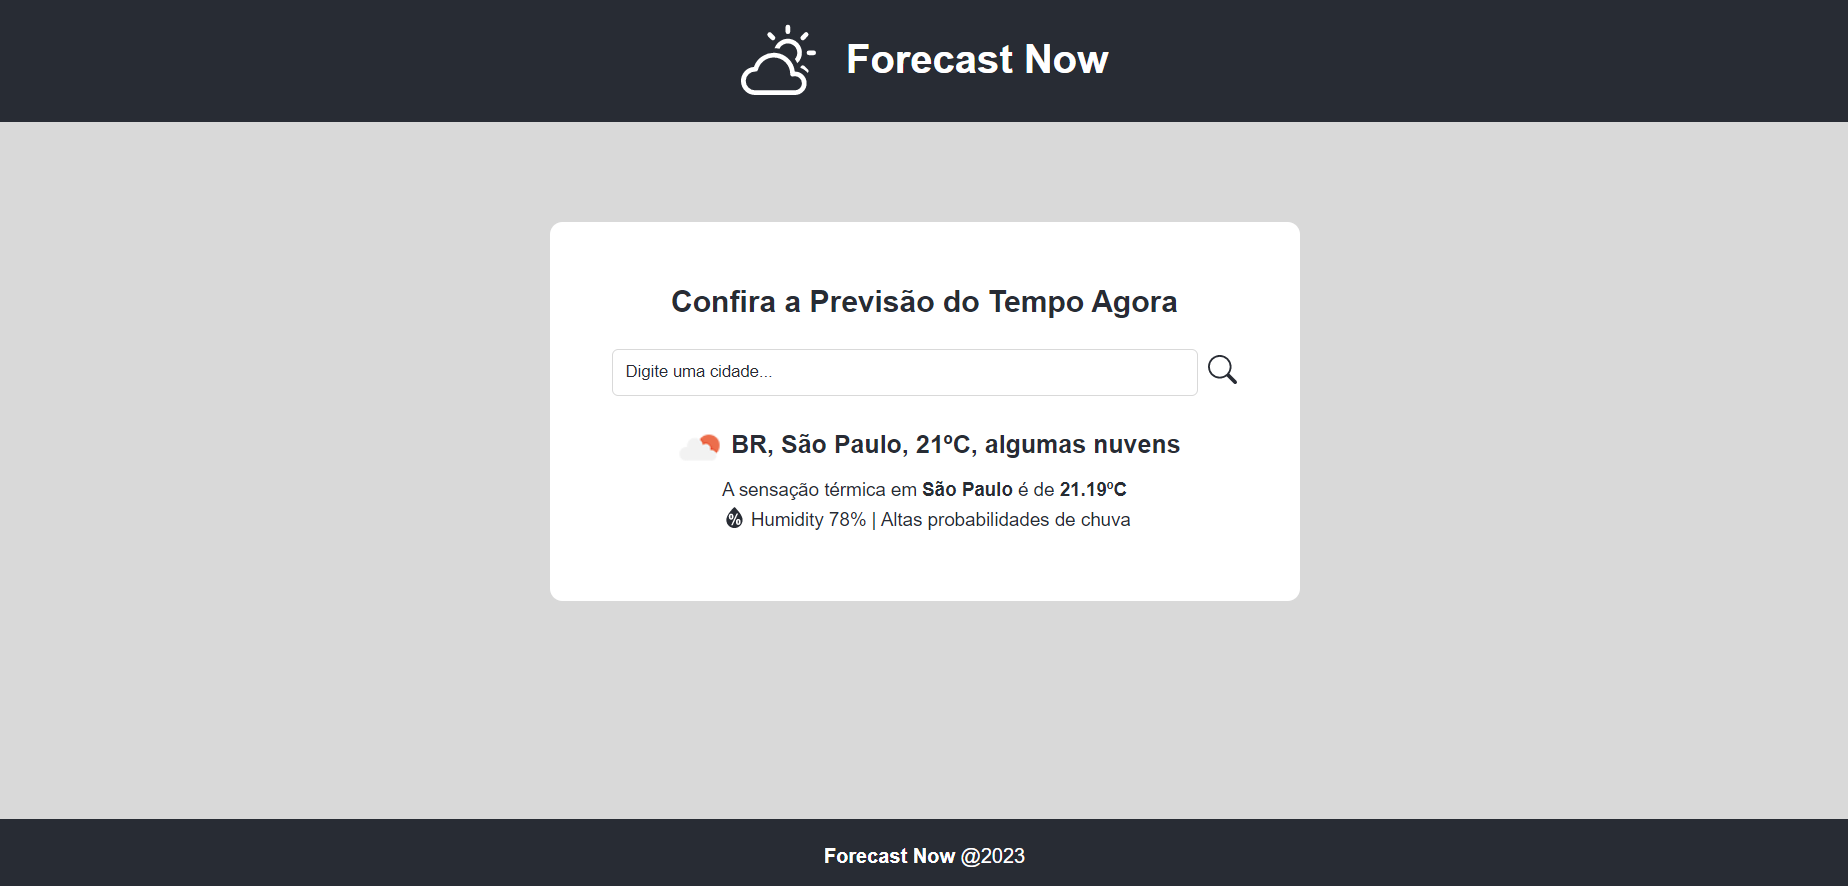 Forecast Now
Confira a Previsão do Tempo Agora
Digite uma cidade...
BR, São Paulo, 21ºC, algumas nuvens
A sensação térmica em São Paulo é de 21.19ºC
% Humidity 78% | Altas probabilidades de chuva
Forecast Now @2023